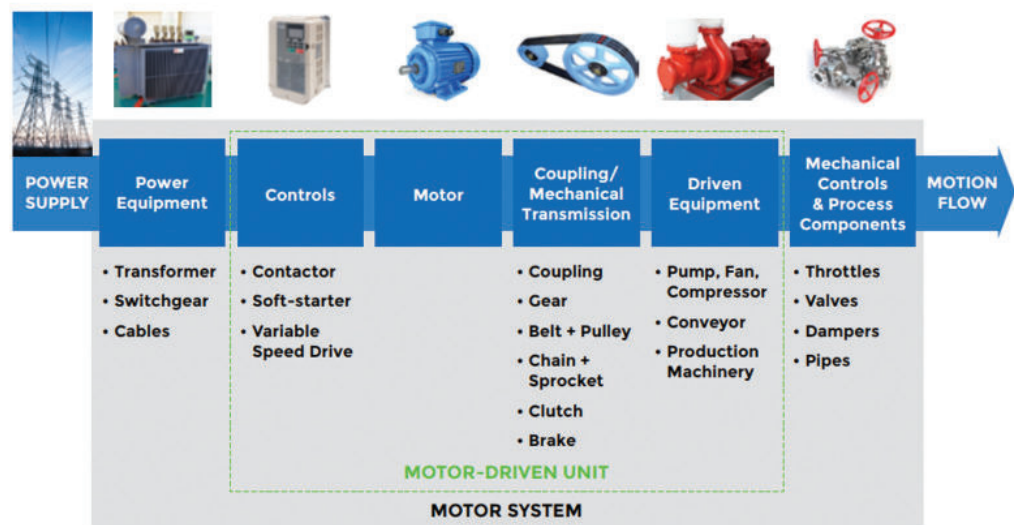 POWER
SUPPLY
Power
Equipment
Controls
Motor
Coupling/
Mechanical
Transmission
Driven
Equipment
Mechanical
Controls
& Process
Components
MOTION
FLOW
• Transformer
• Switchgear
• Cables
• Contactor
• Soft-starter
• Variable
Speed Drive
• Coupling
• Gear
• Belt + Pulley
• Chain +
Sprocket
• Clutch
• Brake
• Pump, Fan,
Compressor
• Conveyor
• Production
Machinery
• Throttles
• Valves
• Dampers
• Pipes
MOTOR-DRIVEN UNIT
MOTOR SYSTEM